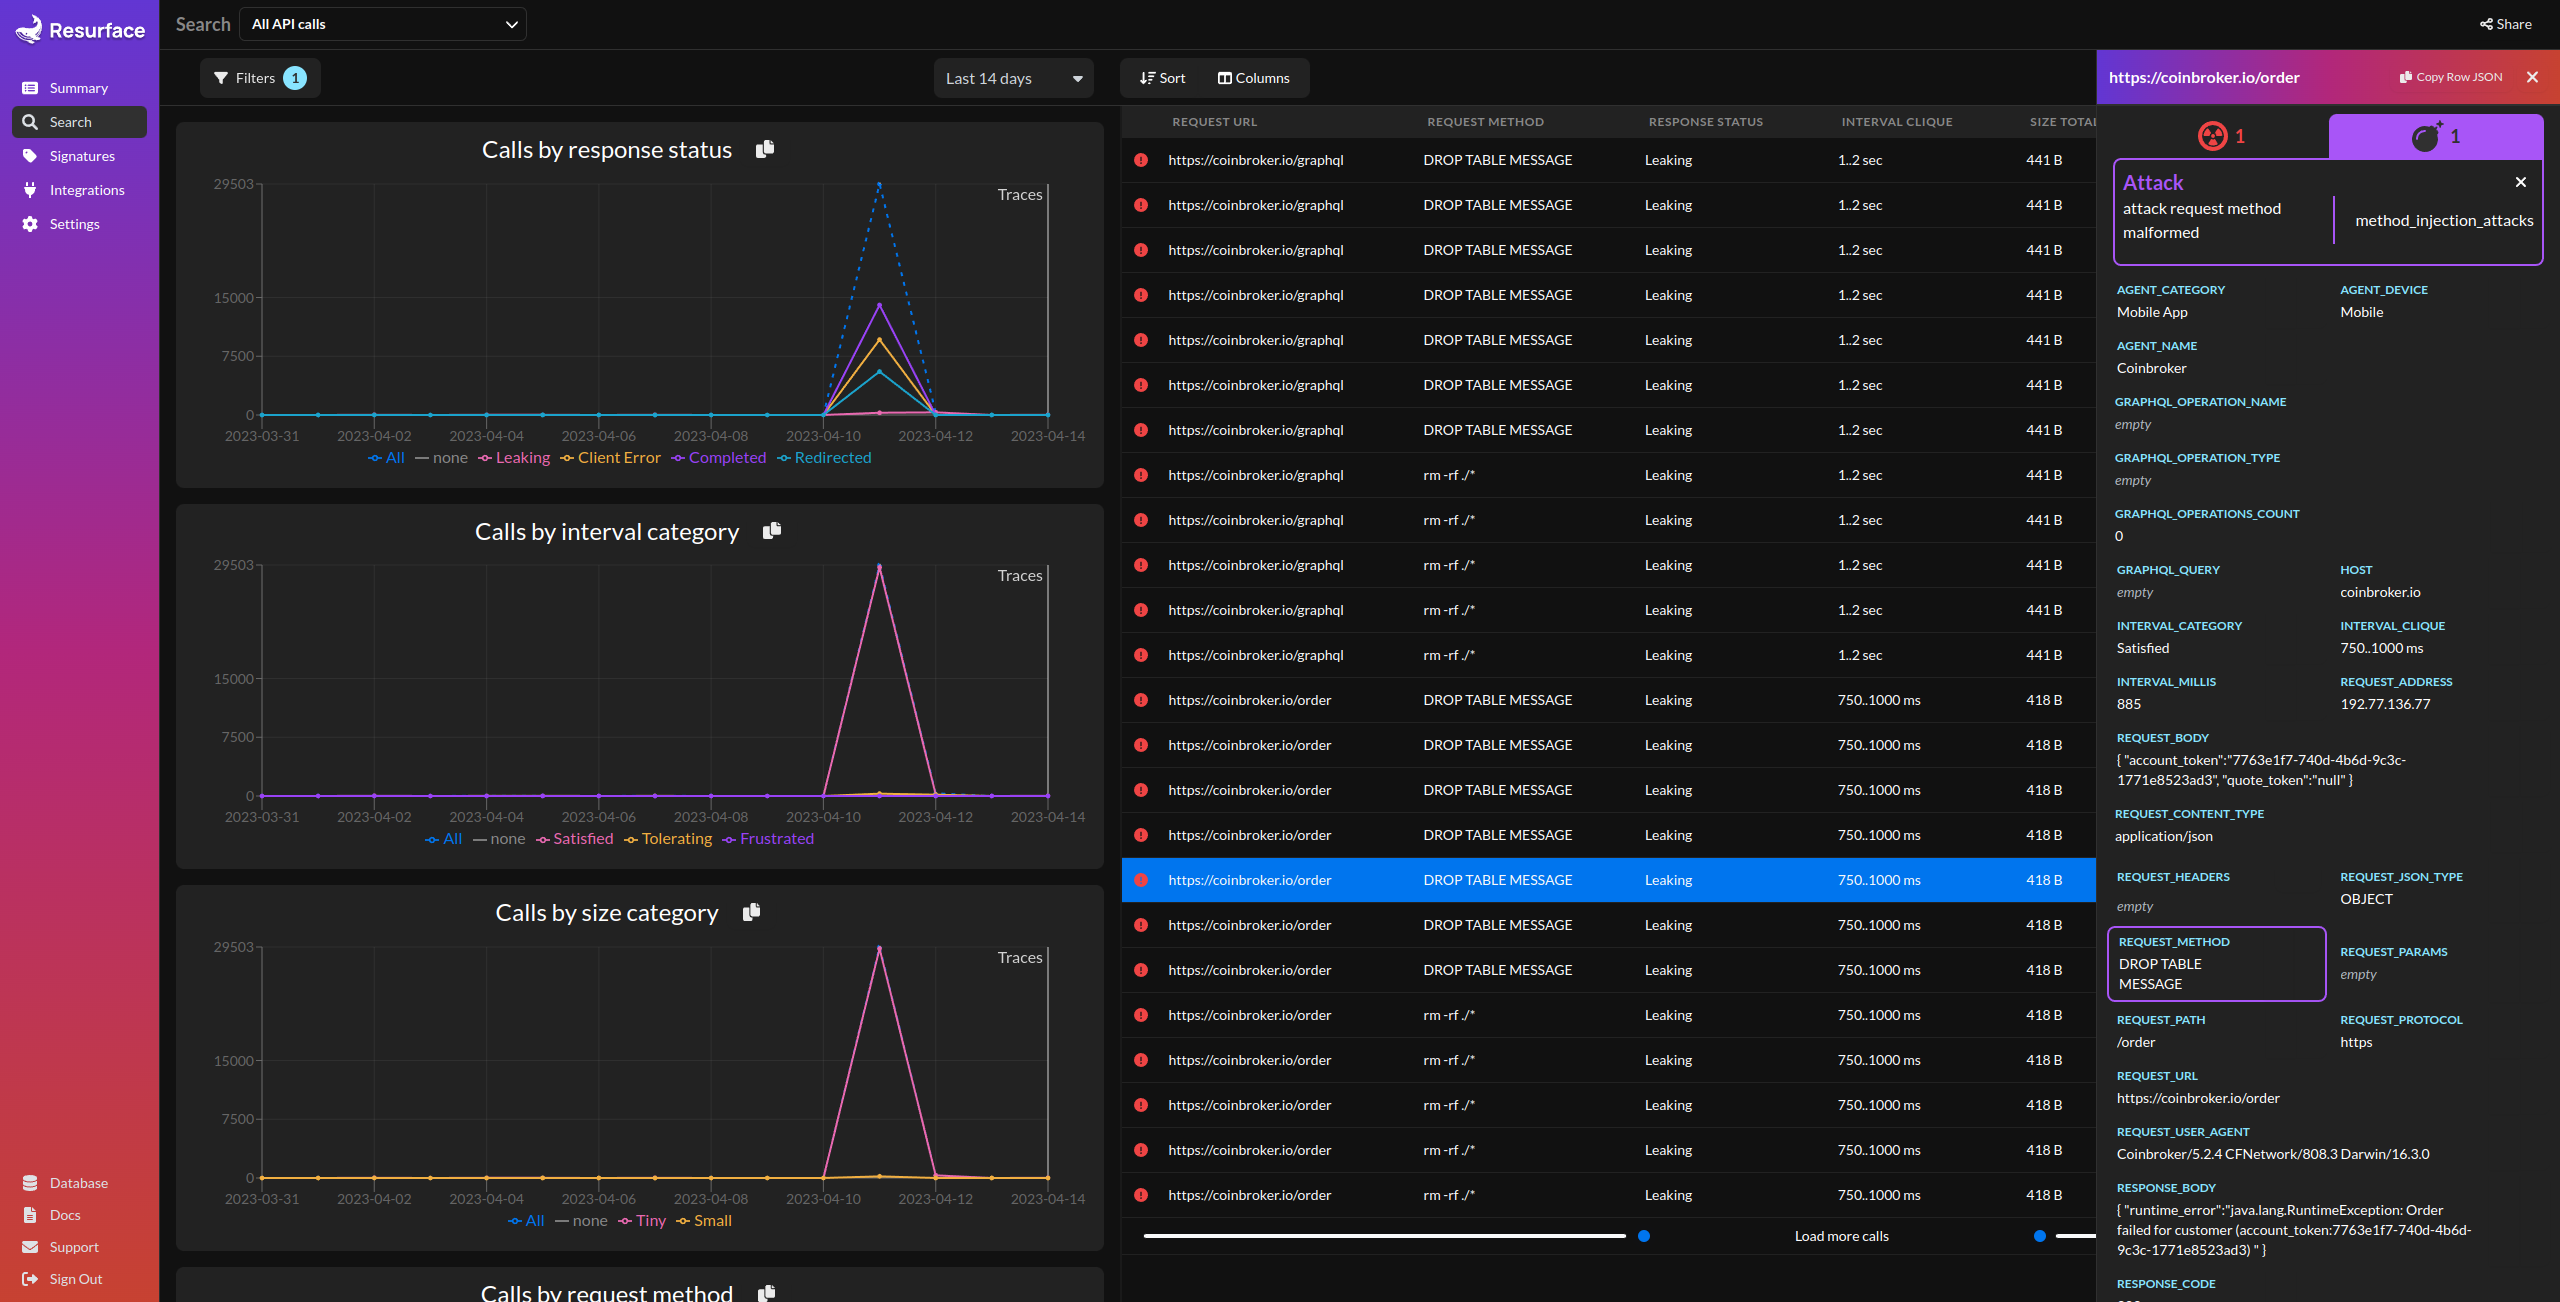 Resurface
Summary
Search
Signatures
Integrations
Settings
Database
Docs
Support
Sign Out
Search All API calls
Share
Filters 1
Last 14 days
Sort Columns
Calls by response status
Traces
29503
15000
7500
0
2023-03-31 2023-04-02 2023-04-04 2023-04-06 2023-04-08 2023-04-10 2023-04-12 2023-04-14
All none Leaking Client Error Completed Redirected
Calls by interval category
Traces
29503
15000
7500
0
2023-03-31 2023-04-02 2023-04-04 2023-04-06 2023-04-08 2023-04-10 2023-04-12 2023-04-14
All none Satisfied Tolerating Frustrated
Calls by size category
Traces
29503
15000
7500
0
2023-03-31 2023-04-02 2023-04-04 2023-04-06 2023-04-08 2023-04-10 2023-04-12 2023-04-14
All none Tiny Small
Calls by request method
REQUEST URL REQUEST METHOD RESPONSE STATUS INTERVAL CLIQUE SIZE TOTAL
https://coinbroker.io/graphql DROP TABLE MESSAGE Leaking 1..2 sec 441 B
https://coinbroker.io/graphql DROP TABLE MESSAGE Leaking 1..2 sec 441 B
https://coinbroker.io/graphql DROP TABLE MESSAGE Leaking 1..2 sec 441 B
https://coinbroker.io/graphql DROP TABLE MESSAGE Leaking 1..2 sec 441 B
https://coinbroker.io/graphql DROP TABLE MESSAGE Leaking 1..2 sec 441 B
https://coinbroker.io/graphql DROP TABLE MESSAGE Leaking 1..2 sec 441 B
https://coinbroker.io/graphql DROP TABLE MESSAGE Leaking 1..2 sec 441 B
https://coinbroker.io/graphql rm -rf ./* Leaking 1..2 sec 441 B
https://coinbroker.io/graphql rm -rf ./* Leaking 1..2 sec 441 B
https://coinbroker.io/graphql rm -rf ./* Leaking 1..2 sec 441 B
https://coinbroker.io/graphql rm -rf ./* Leaking 1..2 sec 441 B
https://coinbroker.io/graphql rm -rf ./* Leaking 1..2 sec 441 B
https://coinbroker.io/order DROP TABLE MESSAGE Leaking 750..1000 ms 418 B
https://coinbroker.io/order DROP TABLE MESSAGE Leaking 750..1000 ms 418 B
https://coinbroker.io/order DROP TABLE MESSAGE Leaking 750..1000 ms 418 B
https://coinbroker.io/order DROP TABLE MESSAGE Leaking 750..1000 ms 418 B
https://coinbroker.io/order DROP TABLE MESSAGE Leaking 750..1000 ms 418 B
https://coinbroker.io/order DROP TABLE MESSAGE Leaking 750..1000 ms 418 B
https://coinbroker.io/order DROP TABLE MESSAGE Leaking 750..1000 ms 418 B
https://coinbroker.io/order rm -rf ./* Leaking 750..1000 ms 418 B
https://coinbroker.io/order rm -rf ./* Leaking 750..1000 ms 418 B
https://coinbroker.io/order rm -rf ./* Leaking 750..1000 ms 418 B
https://coinbroker.io/order rm -rf ./* Leaking 750..1000 ms 418 B
https://coinbroker.io/order rm -rf ./* Leaking 750..1000 ms 418 B
Load more calls
https://coinbroker.io/order Copy Row JSON
1 1
Attack
attack request method
malformed
method_injection_attacks
AGENT_CATEGORY AGENT_DEVICE
Mobile App Mobile
AGENT_NAME
Coinbroker
GRAPHQL_OPERATION_NAME
empty
GRAPHQL_OPERATION_TYPE
empty
GRAPHQL_OPERATIONS_COUNT
0
GRAPHQL_QUERY HOST
empty coinbroker.io
INTERVAL_CATEGORY INTERVAL_CLIQUE
Satisfied 750..1000 ms
INTERVAL_MILLIS REQUEST_ADDRESS
885 192.77.136.77
REQUEST_BODY
{ "account_token":"7763e1f7-740d-4b6d-9c3c-
1771e8523ad3", "quote_token":"null" }
REQUEST_CONTENT_TYPE
application/json
REQUEST_HEADERS REQUEST_JSON_TYPE
empty OBJECT
REQUEST_METHOD REQUEST_PARAMS
DROP TABLE
MESSAGE
empty
REQUEST_PATH REQUEST_PROTOCOL
/order https
REQUEST_URL
https://coinbroker.io/order
REQUEST_USER_AGENT
Coinbroker/5.2.4 CFNetwork/808.3 Darwin/16.3.0
RESPONSE_BODY
{ "runtime_error":"java.lang.RuntimeException: Order
failed for customer (account_token:7763e1f7-740d-4b6d-
9c3c-1771e8523ad3) " }
RESPONSE_CODE